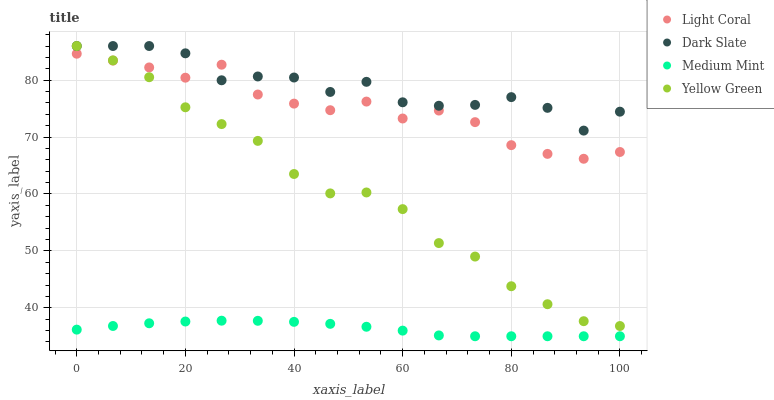 title
Light Coral
Dark Slate
Medium Mint
Yellow Green
yaxis_label
80
70
60
50
40
0 20 40 60 80 100
xaxis_label